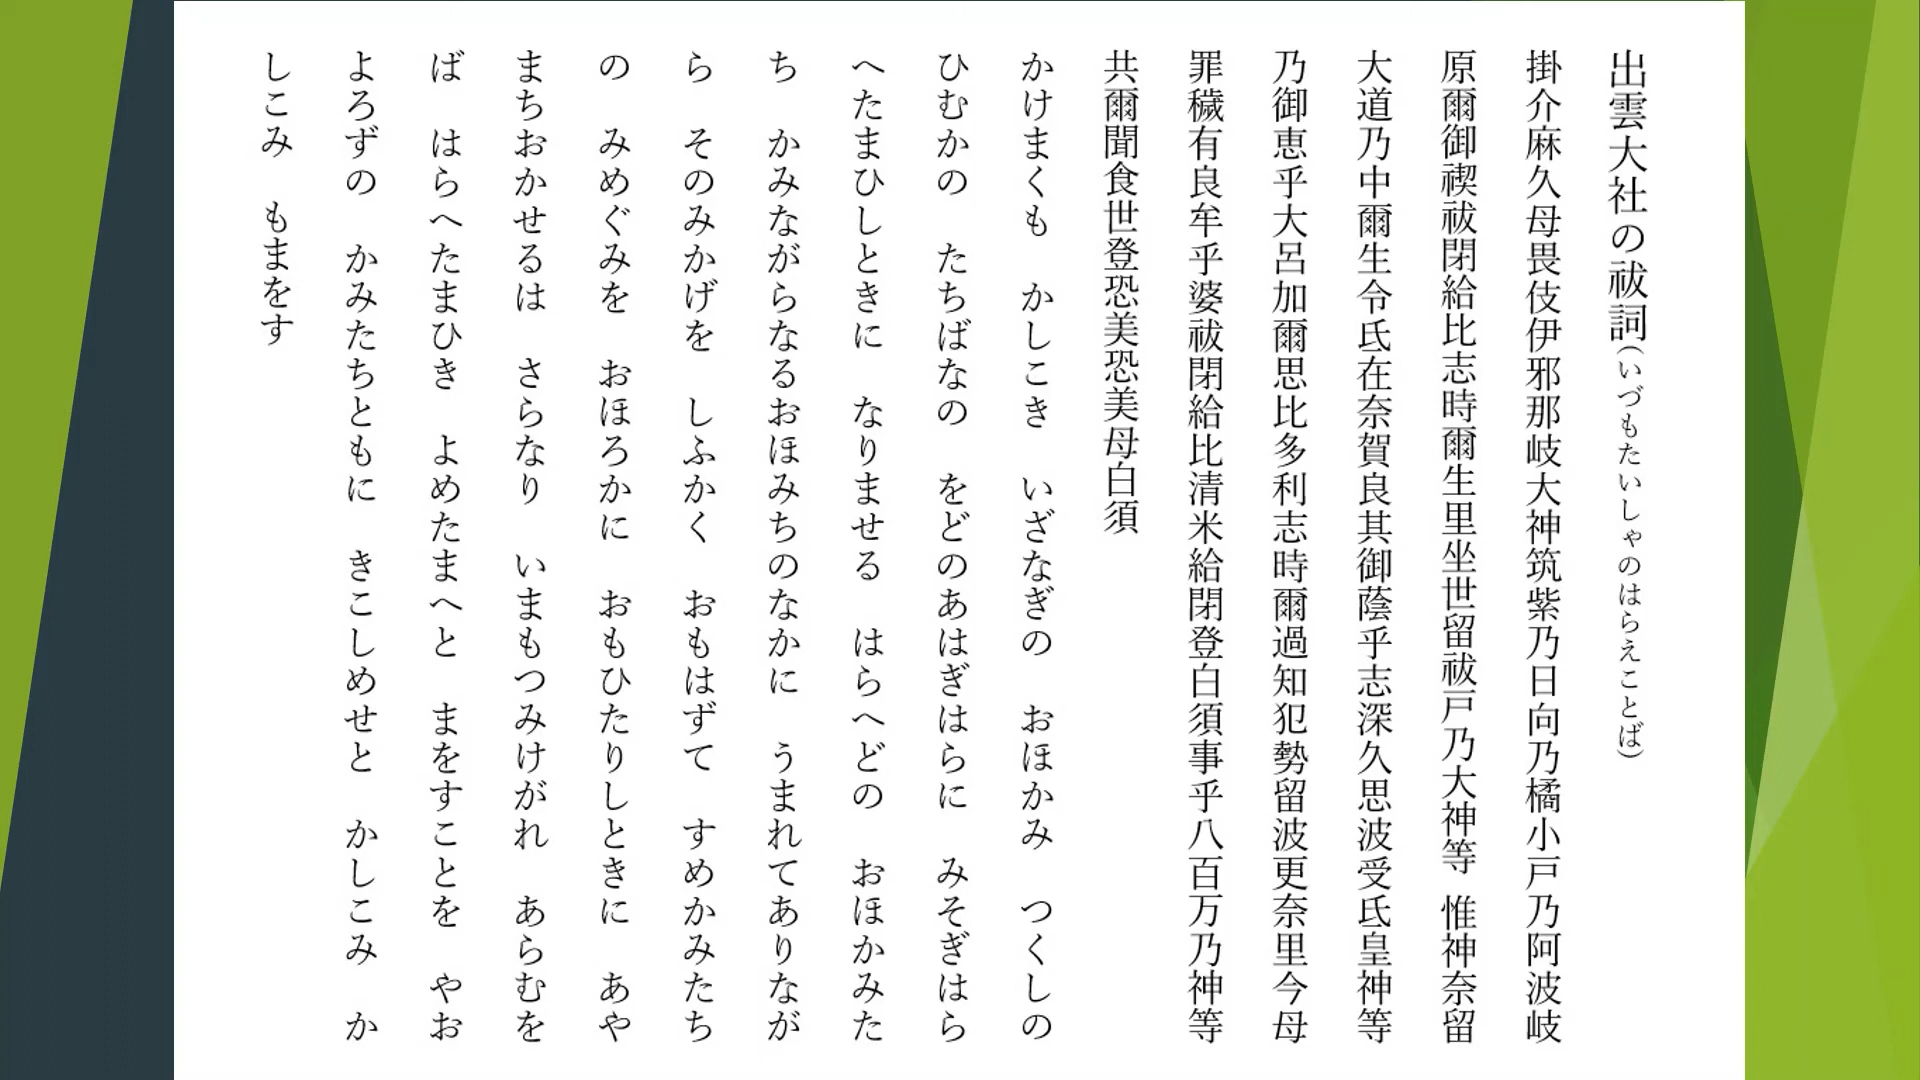 出雲大社の祓詞（いづもたいしゃのはらえことば）
掛介麻久母畏伎伊邪那岐大神筑紫乃日向乃橘小戸乃阿波岐
原爾御禊祓閉給比志時爾生里坐世留祓戸乃大神等 惟神奈留
大道乃中爾生令氐在奈賀良其御蔭乎志深久思波受氐皇神等
乃御恵乎大呂加爾思比多利志時爾過知犯勢留波更奈里今母
罪穢有良牟乎婆祓閉給比清米給閉登白須事乎八百万乃神等
共爾聞食世登恐美恐美母白須
かけまくも かしこき いざなぎの おほかみ つくしの
ひむかの たちばなの をどのあはぎはらに みそぎはら
へたまひしときに なりませる はらへどの おほかみた
ち かみながらなるおほみちのなかに うまれてありなが
ら そのみかげを しふかく おもはずて すめかみたち
の みめぐみを おほろかに おもひたりしときに あや
まちおかせるは さらなり いまもつみけがれ あらむを
ば はらへたまひき よめたまへと まをすことを やお
よろずの かみたちともに きこしめせと かしこみ か
しこみ もまをす